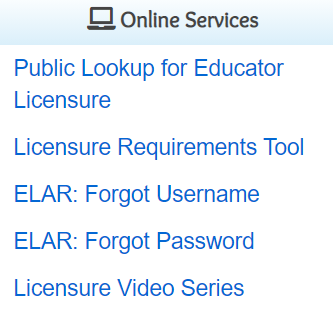 Online Services
Public Lookup for Educator
Licensure
Licensure Requirements Tool
ELAR: Forgot Username
ELAR: Forgot Password
Licensure Video Series